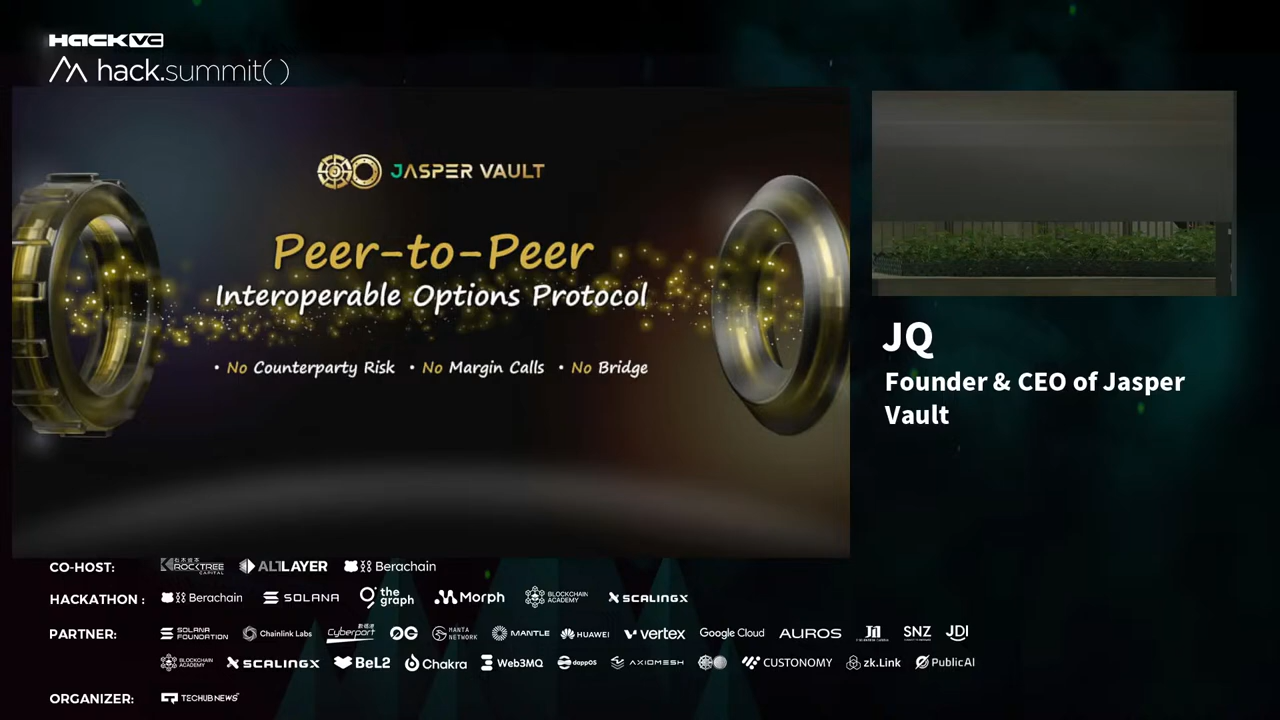 HACK VC
hack.summit( )
JASPER VAULT
Peer-to-Peer
Interoperable Options Protocol
• No Counterparty Risk • No Margin Calls • No Bridge
JQ
Founder & CEO of Jasper
Vault
CO-HOST: ROCKTREE CAPITAL ALTLAYER Berachain
HACKATHON : Berachain SOLANA the graph Morph BLOCKCHAIN ACADEMY SCALINGX
PARTNER: SOLANA FOUNDATION Chainlink Labs Cyberport MANTA NETWORK MANTLE HUAWEI vertex Google Cloud AUROS SNZ JDI
BLOCKCHAIN ACADEMY SCALINGX BeL2 Chakra Web3MQ dappOS AXIOMESH CUSTONOMY zk.Link PublicAI
ORGANIZER: TECHUB NEWS